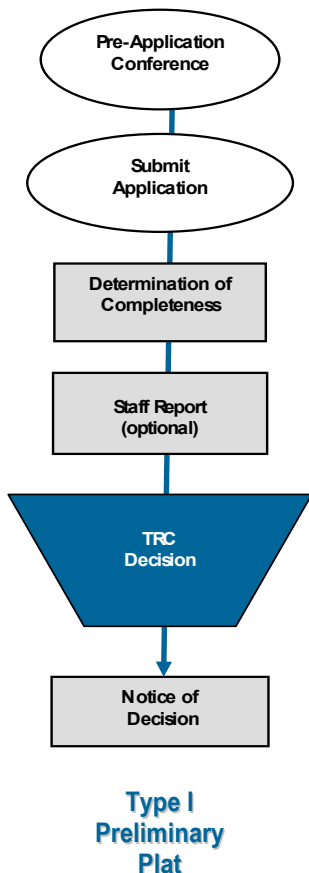 Pre-Application
Conference
Submit
Application
Determination of
Completeness
Staff Report
(optional)
TRC
Decision
Notice of
Decision
Type I
Preliminary
Plat